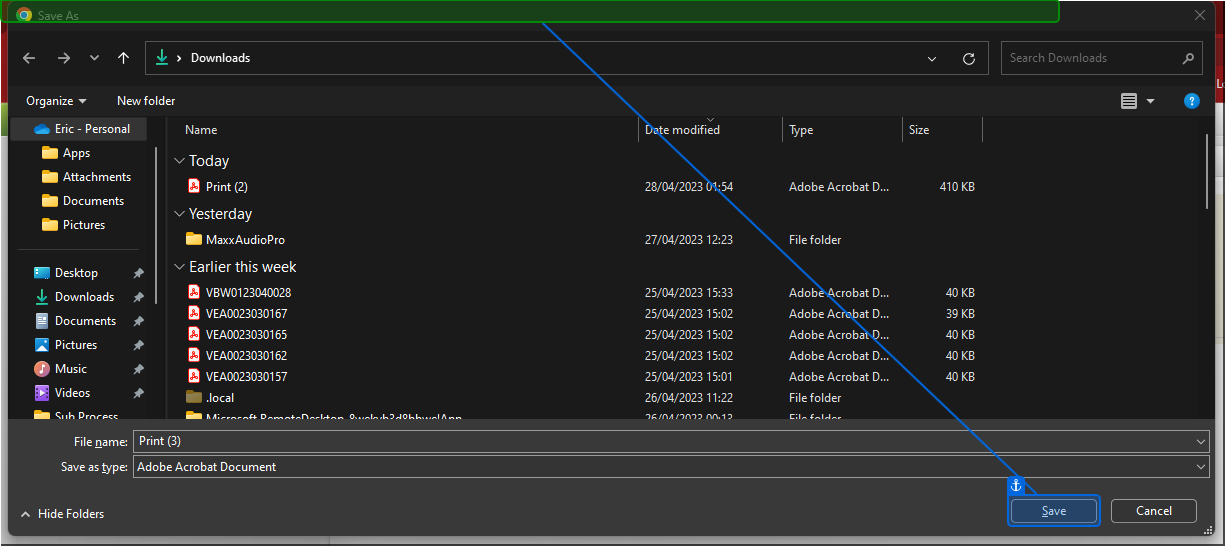 Save As
Downloads
Search Downloads
Organize
New folder
?
Eric - Personal
Apps
Attachments
Documents
Pictures
Desktop
Downloads
Documents
Pictures
Music
Videos
Sub Process
Name Date modified Type Size
Today
Print (2) 28/04/2023 01:54 Adobe Acrobat D... 410 KB
Yesterday
MaxxAudioPro 27/04/2023 12:23 File folder
Earlier this week
VBW0123040028 25/04/2023 15:33 Adobe Acrobat D... 40 KB
VEA0023030167 25/04/2023 15:02 Adobe Acrobat D... 39 KB
VEA0023030165 25/04/2023 15:02 Adobe Acrobat D... 40 KB
VEA0023030162 25/04/2023 15:02 Adobe Acrobat D... 40 KB
VEA0023030157 25/04/2023 15:01 Adobe Acrobat D... 40 KB
.local 26/04/2023 11:22 File folder
Microsoft.RemoteDesktop_8wekyb3d8bbwe!App 26/04/2023 00:13 File folder
File name: Print (3)
Save as type: Adobe Acrobat Document
Hide Folders
Save
Cancel